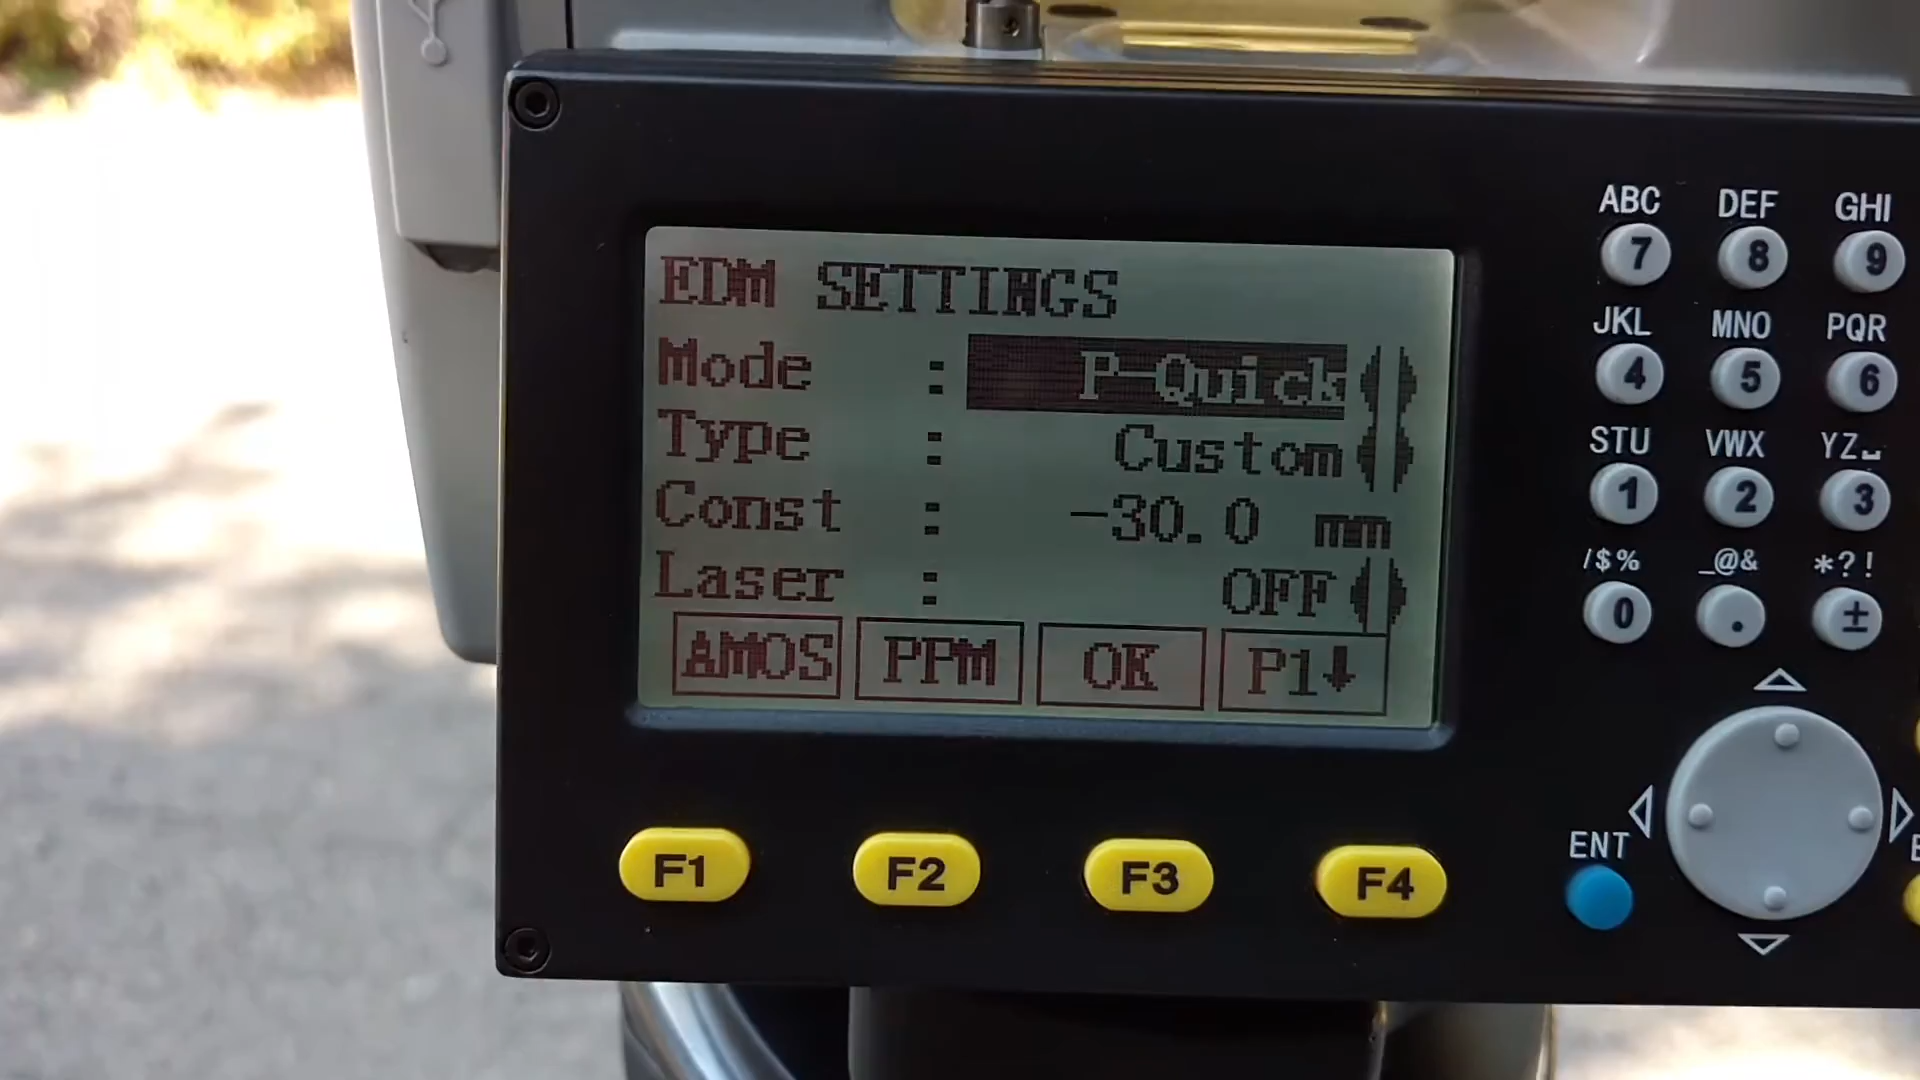 EDM SETTINGS
Mode : P-Quick
Type : Custom
Const : -30.0 mm
Laser : OFF
AMOS PPM OK P1↓
F1 F2 F3 F4
ABC DEF GHI
7 8 9
JKL MNO PQR
4 5 6
STU VWX YZ␣
1 2 3
/$% _@& *?!
0 . ±
ENT